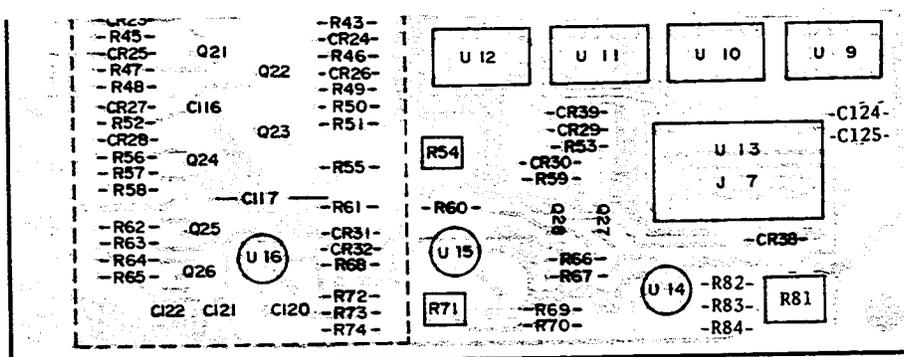 CR23
R43
R45
CR24
CR25
Q21
R46
U 12
U 11
U 10
U 9
R47
Q22
CR26
R48
R49
CR27
C116
R50
CR39
C124
R52
Q23
R51
CR29
C125
CR28
R53
R54
U 13
J 7
R56
Q24
R55
CR30
R57
R59
R58
C117
R61
R60
Q28
Q27
R62
Q25
CR31
CR38
R63
CR32
U 15
R64
U 16
R68
R66
R65
Q26
R67
U 14
R82
R81
R72
R83
C122
C121
C120
R73
R71
R69
R74
R70
R84